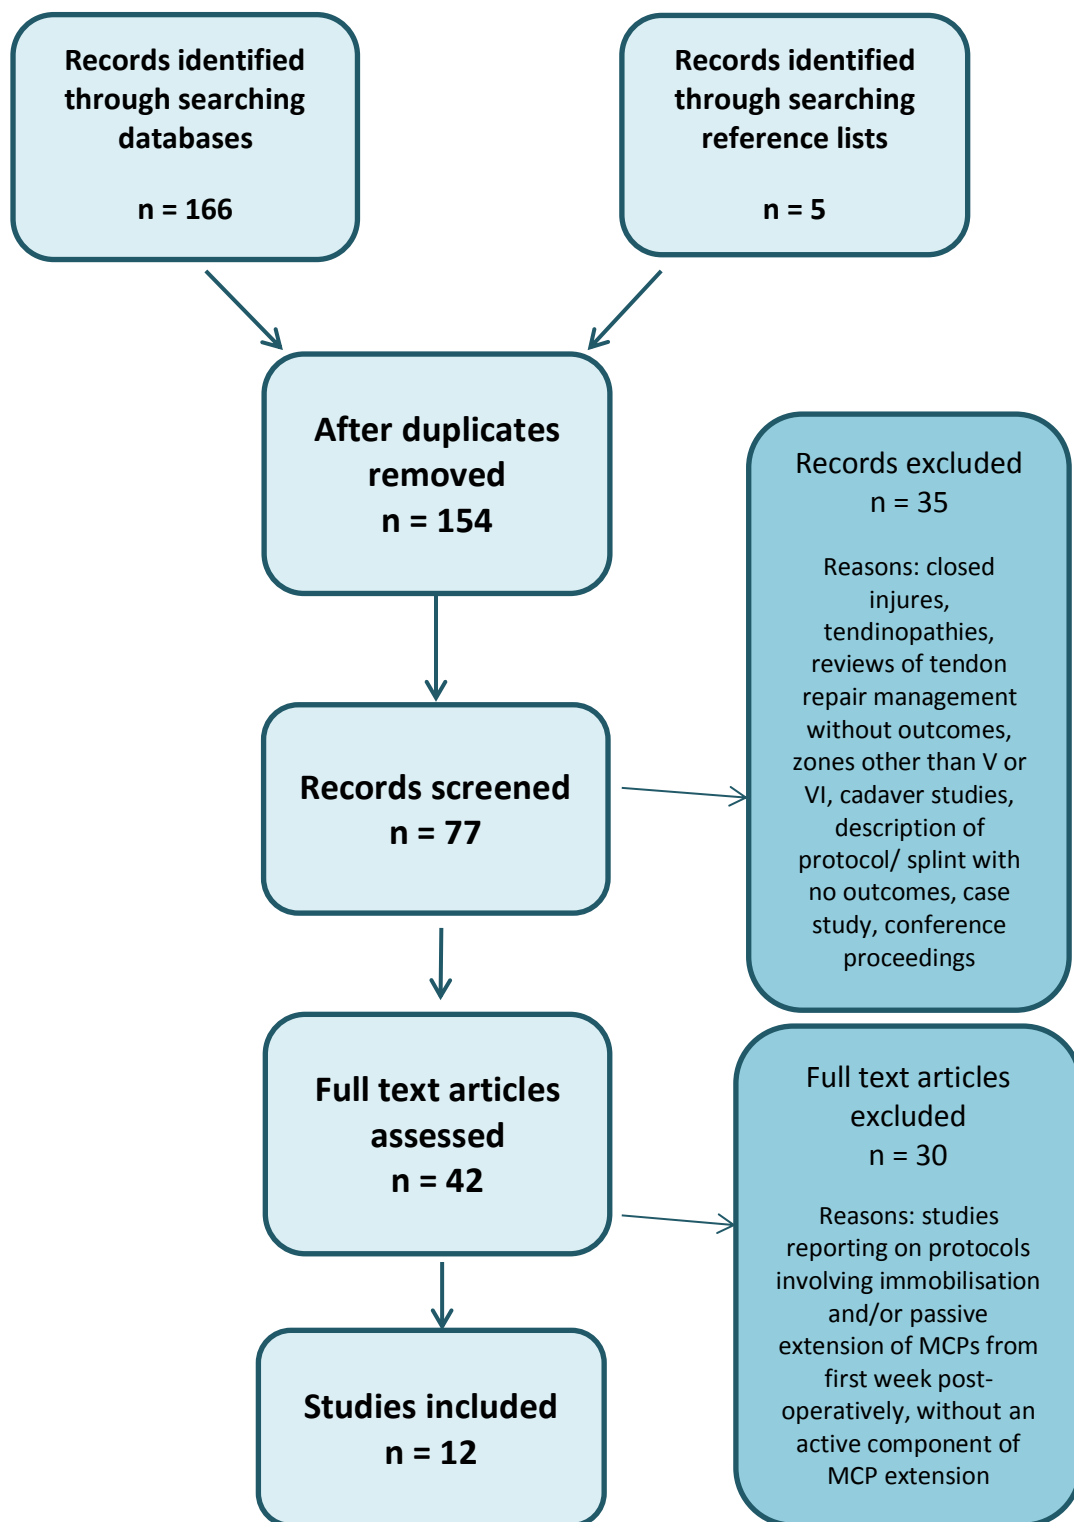 Records identified
through searching
databases
n = 166
Records identified
through searching
reference lists
n = 5
After duplicates
removed
n = 154
Records excluded
n = 35
Reasons: closed
injures,
tendinopathies,
reviews of tendon
repair management
without outcomes,
zones other than V or
VI, cadaver studies,
description of
protocol/ splint with
no outcomes, case
study, conference
proceedings
Records screened
n = 77
Full text articles
assessed
n = 42
Full text articles
excluded
n = 30
Reasons: studies
reporting on protocols
involving immobilisation
and/or passive
extension of MCPs from
first week post-
operatively, without an
active component of
MCP extension
Studies included
n = 12